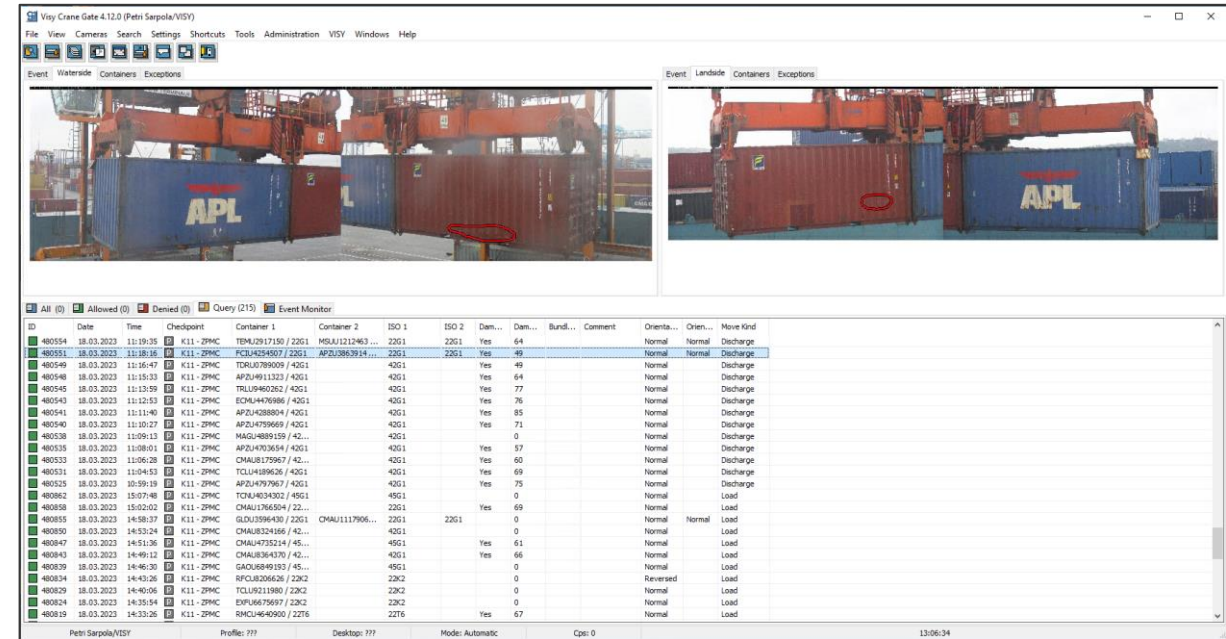 Visy Crane Gate 4.12.0 (Petri Sarpola/VISY)
File View Cameras Search Settings Shortcuts Tools Administration VISY Windows Help
Event Waterside Containers Exceptions
Event Landside Containers Exceptions
APL
APL
All (0) Allowed (0) Denied (0) Query (215) Event Monitor
ID Date Time Checkpoint Container 1 Container 2 ISO 1 ISO 2 Dam... Dam... Bundl... Comment Orienta... Orien... Move Kind
480554 18.03.2023 11:19:35 K11 - ZPMC TEMU2917150 / 22G1 MSUU1212463 ... 22G1 22G1 Yes 64 Normal Normal Discharge
480551 18.03.2023 11:18:16 K11 - ZPMC FCIU4254507 / 22G1 APZU3863914 ... 22G1 22G1 Yes 49 Normal Normal Discharge
480549 18.03.2023 11:16:47 K11 - ZPMC TDRU0789009 / 42G1 42G1 Yes 49 Normal Discharge
480548 18.03.2023 11:15:33 K11 - ZPMC APZU4911323 / 42G1 42G1 Yes 64 Normal Discharge
480545 18.03.2023 11:13:59 K11 - ZPMC TRLU9460262 / 42G1 42G1 Yes 77 Normal Discharge
480543 18.03.2023 11:12:53 K11 - ZPMC ECMU4476986 / 42G1 42G1 Yes 76 Normal Discharge
480541 18.03.2023 11:11:40 K11 - ZPMC APZU4288804 / 42G1 42G1 Yes 85 Normal Discharge
480540 18.03.2023 11:10:27 K11 - ZPMC APZU4759669 / 42G1 42G1 Yes 71 Normal Discharge
480538 18.03.2023 11:09:13 K11 - ZPMC MAGU4889159 / 42... 42G1 0 Normal Discharge
480535 18.03.2023 11:08:01 K11 - ZPMC APZU4703654 / 42G1 42G1 Yes 57 Normal Discharge
480533 18.03.2023 11:06:28 K11 - ZPMC CMAU8175967 / 42... 42G1 Yes 60 Normal Discharge
480531 18.03.2023 11:04:53 K11 - ZPMC TCLU4189626 / 42G1 42G1 Yes 69 Normal Discharge
480525 18.03.2023 10:59:19 K11 - ZPMC APZU4797967 / 42G1 42G1 Yes 75 Normal Discharge
480862 18.03.2023 15:07:48 K11 - ZPMC TCNU4034302 / 45G1 45G1 0 Normal Load
480858 18.03.2023 15:02:02 K11 - ZPMC CMAU1766504 / 22... 22G1 Yes 69 Normal Load
480855 18.03.2023 14:58:37 K11 - ZPMC GLDU3596430 / 22G1 CMAU1117906... 22G1 22G1 0 Normal Normal Load
480850 18.03.2023 14:53:24 K11 - ZPMC CMAU8324166 / 42... 42G1 0 Normal Load
480847 18.03.2023 14:51:36 K11 - ZPMC CMAU4735214 / 45... 45G1 Yes 61 Normal Load
480843 18.03.2023 14:49:12 K11 - ZPMC CMAU8364370 / 42... 42G1 Yes 66 Normal Load
480839 18.03.2023 14:46:30 K11 - ZPMC GAOU6849193 / 45... 45G1 0 Normal Load
480834 18.03.2023 14:43:26 K11 - ZPMC RFCU8206626 / 22K2 22K2 0 Reversed Load
480829 18.03.2023 14:40:06 K11 - ZPMC TCLU9211980 / 22K2 22K2 0 Normal Load
480824 18.03.2023 14:35:54 K11 - ZPMC EXFU6675697 / 22K2 22K2 0 Normal Load
480819 18.03.2023 14:33:26 K11 - ZPMC RMCU4640900 / 22T6 22T6 Yes 67 Normal Load
Petri Sarpola/VISY Profile: ??? Desktop: ??? Mode: Automatic Cps: 0 13:06:34